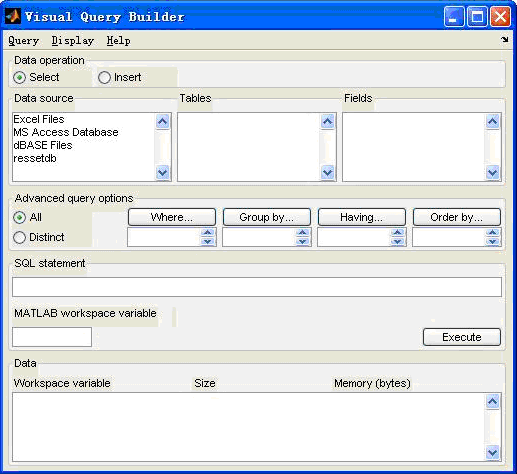 Visual Query Builder
Query Display Help
Data operation
Select Insert
Data source Tables Fields
Excel Files
MS Access Database
dBASE Files
ressetdb
Advanced query options
All Where... Group by... Having... Order by...
Distinct
SQL statement
MATLAB workspace variable
Execute
Data
Workspace variable Size Memory (bytes)